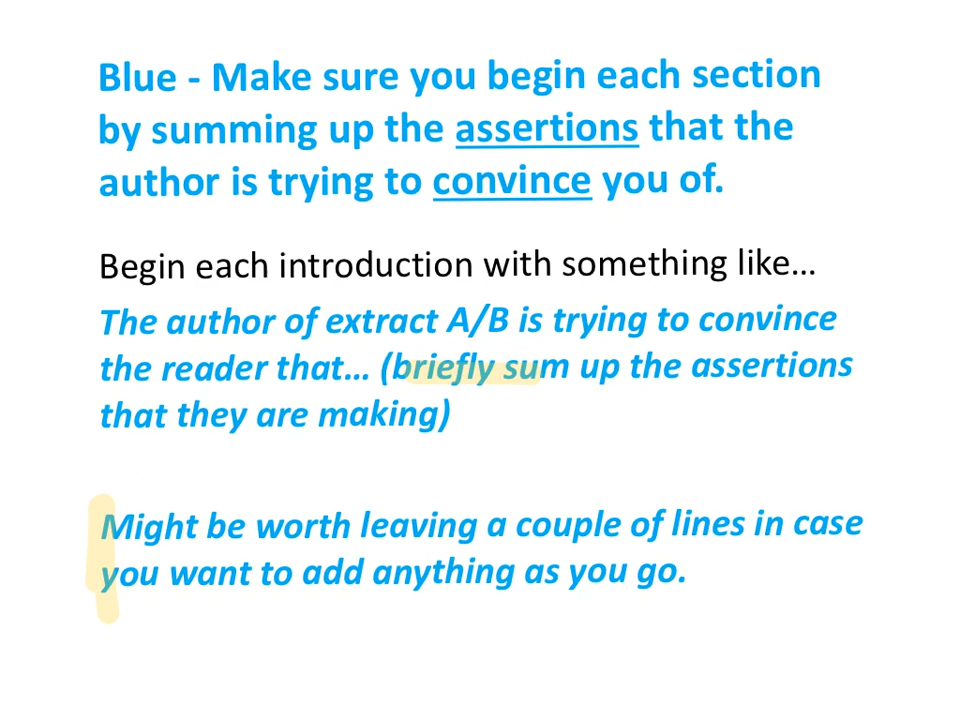 Blue - Make sure you begin each section
by summing up the assertions that the
author is trying to convince you of.
Begin each introduction with something like…
The author of extract A/B is trying to convince
the reader that… (briefly sum up the assertions
that they are making)
Might be worth leaving a couple of lines in case
you want to add anything as you go.